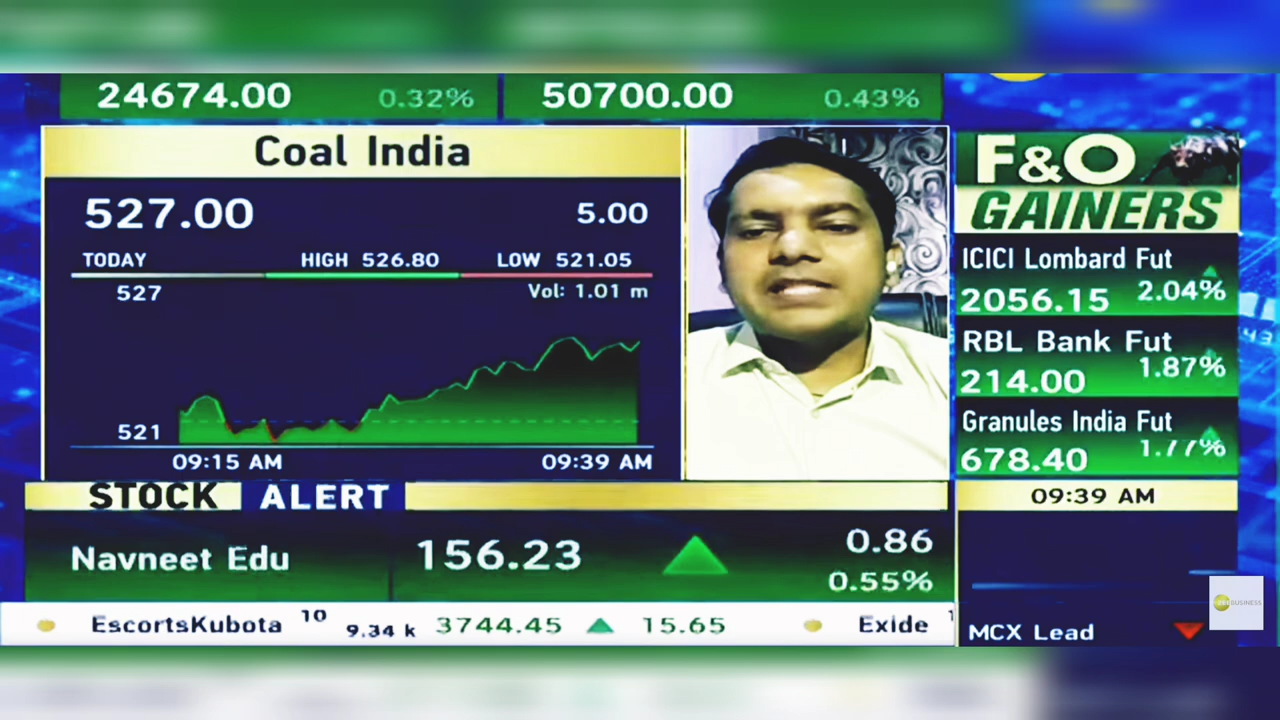 24674.00 0.32% 50700.00 0.43%
Coal India
527.00 5.00
TODAY HIGH 526.80 LOW 521.05
527 Vol: 1.01 m
521
09:15 AM 09:39 AM
F&O
GAINERS
ICICI Lombard Fut
2056.15 2.04%
RBL Bank Fut
214.00 1.87%
Granules India Fut
678.40 1.77%
09:39 AM
STOCK ALERT
Navneet Edu 156.23 0.86
0.55%
EscortsKubota 10 9.34 k 3744.45 15.65 Exide
MCX Lead